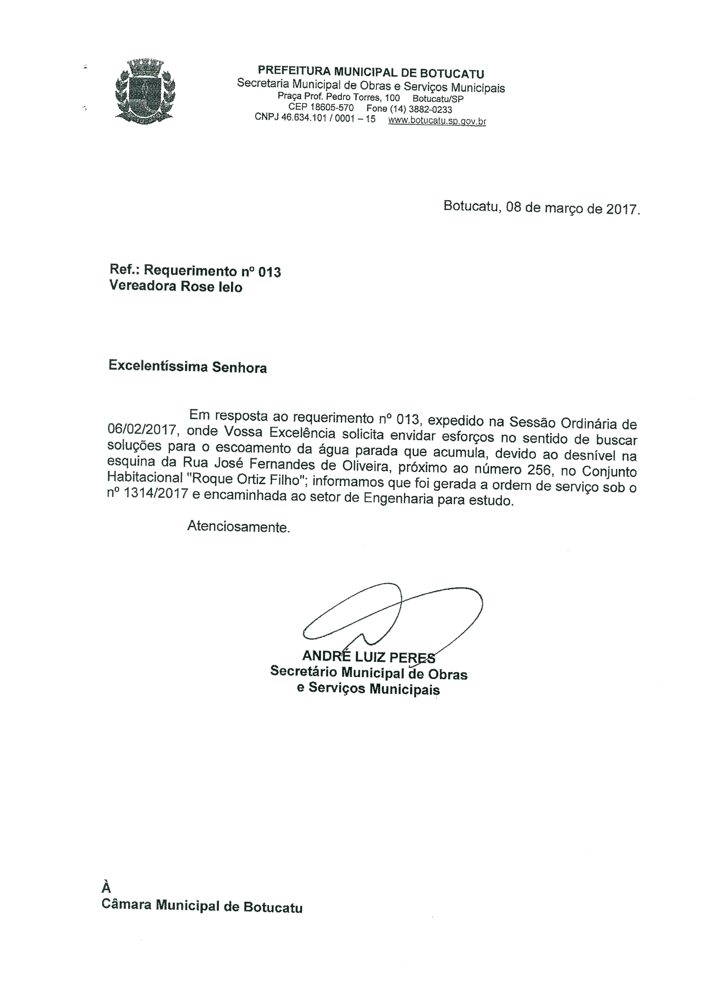 PREFEITURA MUNICIPAL DE BOTUCATU
Secretaria Municipal de Obras e Serviços Municipais
Praça Prof. Pedro Torres, 100 Botucatu/SP
CEP 18605-570 Fone (14) 3882-0233
CNPJ 46.634.101 / 0001 – 15 www.botucatu.sp.gov.br
Botucatu, 08 de março de 2017.
Ref.: Requerimento nº 013
Vereadora Rose Ielo
Excelentíssima Senhora
Em resposta ao requerimento nº 013, expedido na Sessão Ordinária de
06/02/2017, onde Vossa Excelência solicita envidar esforços no sentido de buscar
soluções para o escoamento da água parada que acumula, devido ao desnível na
esquina da Rua José Fernandes de Oliveira, próximo ao número 256, no Conjunto
Habitacional "Roque Ortiz Filho"; informamos que foi gerada a ordem de serviço sob o
nº 1314/2017 e encaminhada ao setor de Engenharia para estudo.
Atenciosamente.
ANDRÉ LUIZ PERES
Secretário Municipal de Obras
e Serviços Municipais
À
Câmara Municipal de Botucatu